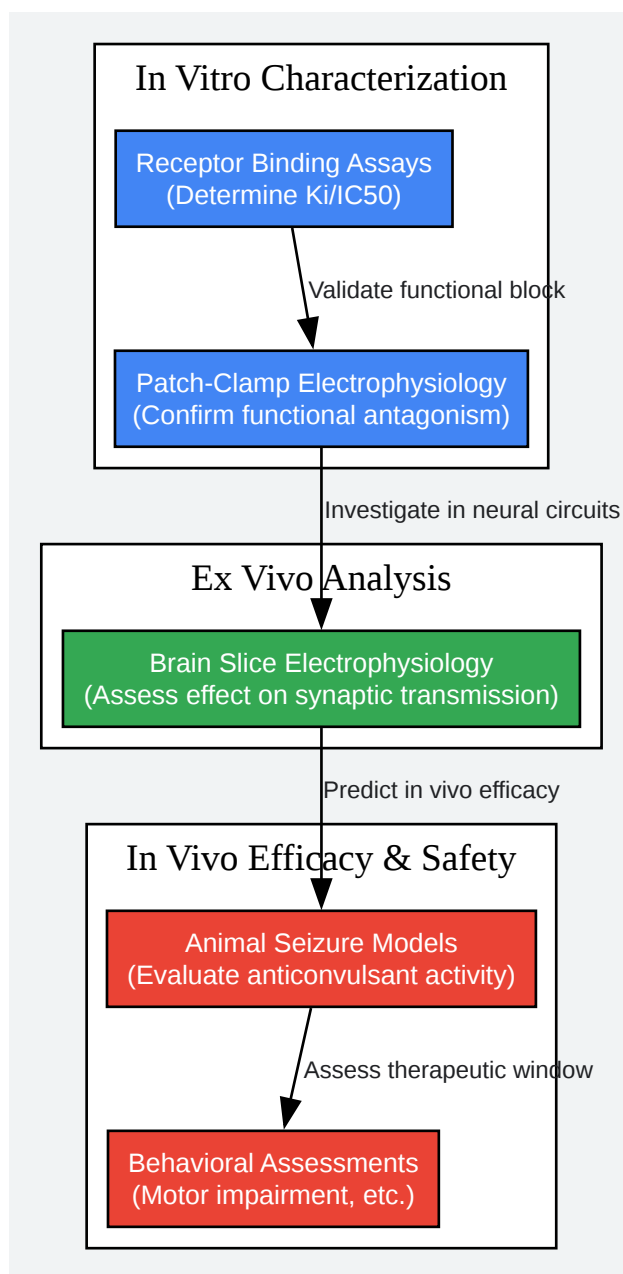 In Vitro Characterization
Receptor Binding Assays
(Determine Ki/IC50)
Validate functional block
Patch-Clamp Electrophysiology
(Confirm functional antagonism)
Investigate in neural circuits
Ex Vivo Analysis
Brain Slice Electrophysiology
(Assess effect on synaptic transmission)
Predict in vivo efficacy
In Vivo Efficacy & Safety
Animal Seizure Models
(Evaluate anticonvulsant activity)
Assess therapeutic window
Behavioral Assessments
(Motor impairment, etc.)